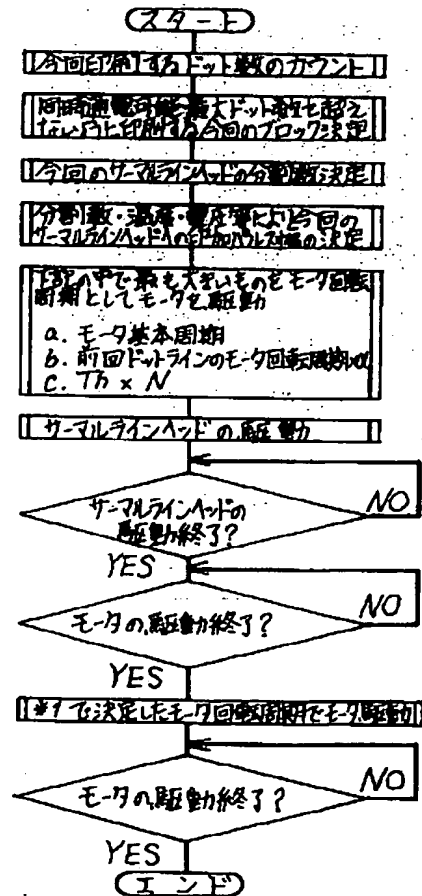 スタート
今回印刷するドット数のカウント
同時通電可能最大ドット数を超え
ないように印刷する今回のブロック決定
今回のサーマルラインヘッドの分割数決定
分割数・温度・電圧等により今回の
サーマルラインヘッドへの印加パルス幅の決定
下記の中で最も大きいものをモータ回転
周期としてモータを駆動
a. モータ基本周期
b. 前回ドットラインのモータ回転周期×α
c. Th × N
サーマルラインヘッドの駆動
サーマルラインヘッドの
駆動終了?
NO
YES
モータの駆動終了?
NO
YES
*1で決定したモータ回転周期でモータ駆動
モータの駆動終了?
NO
YES
エンド